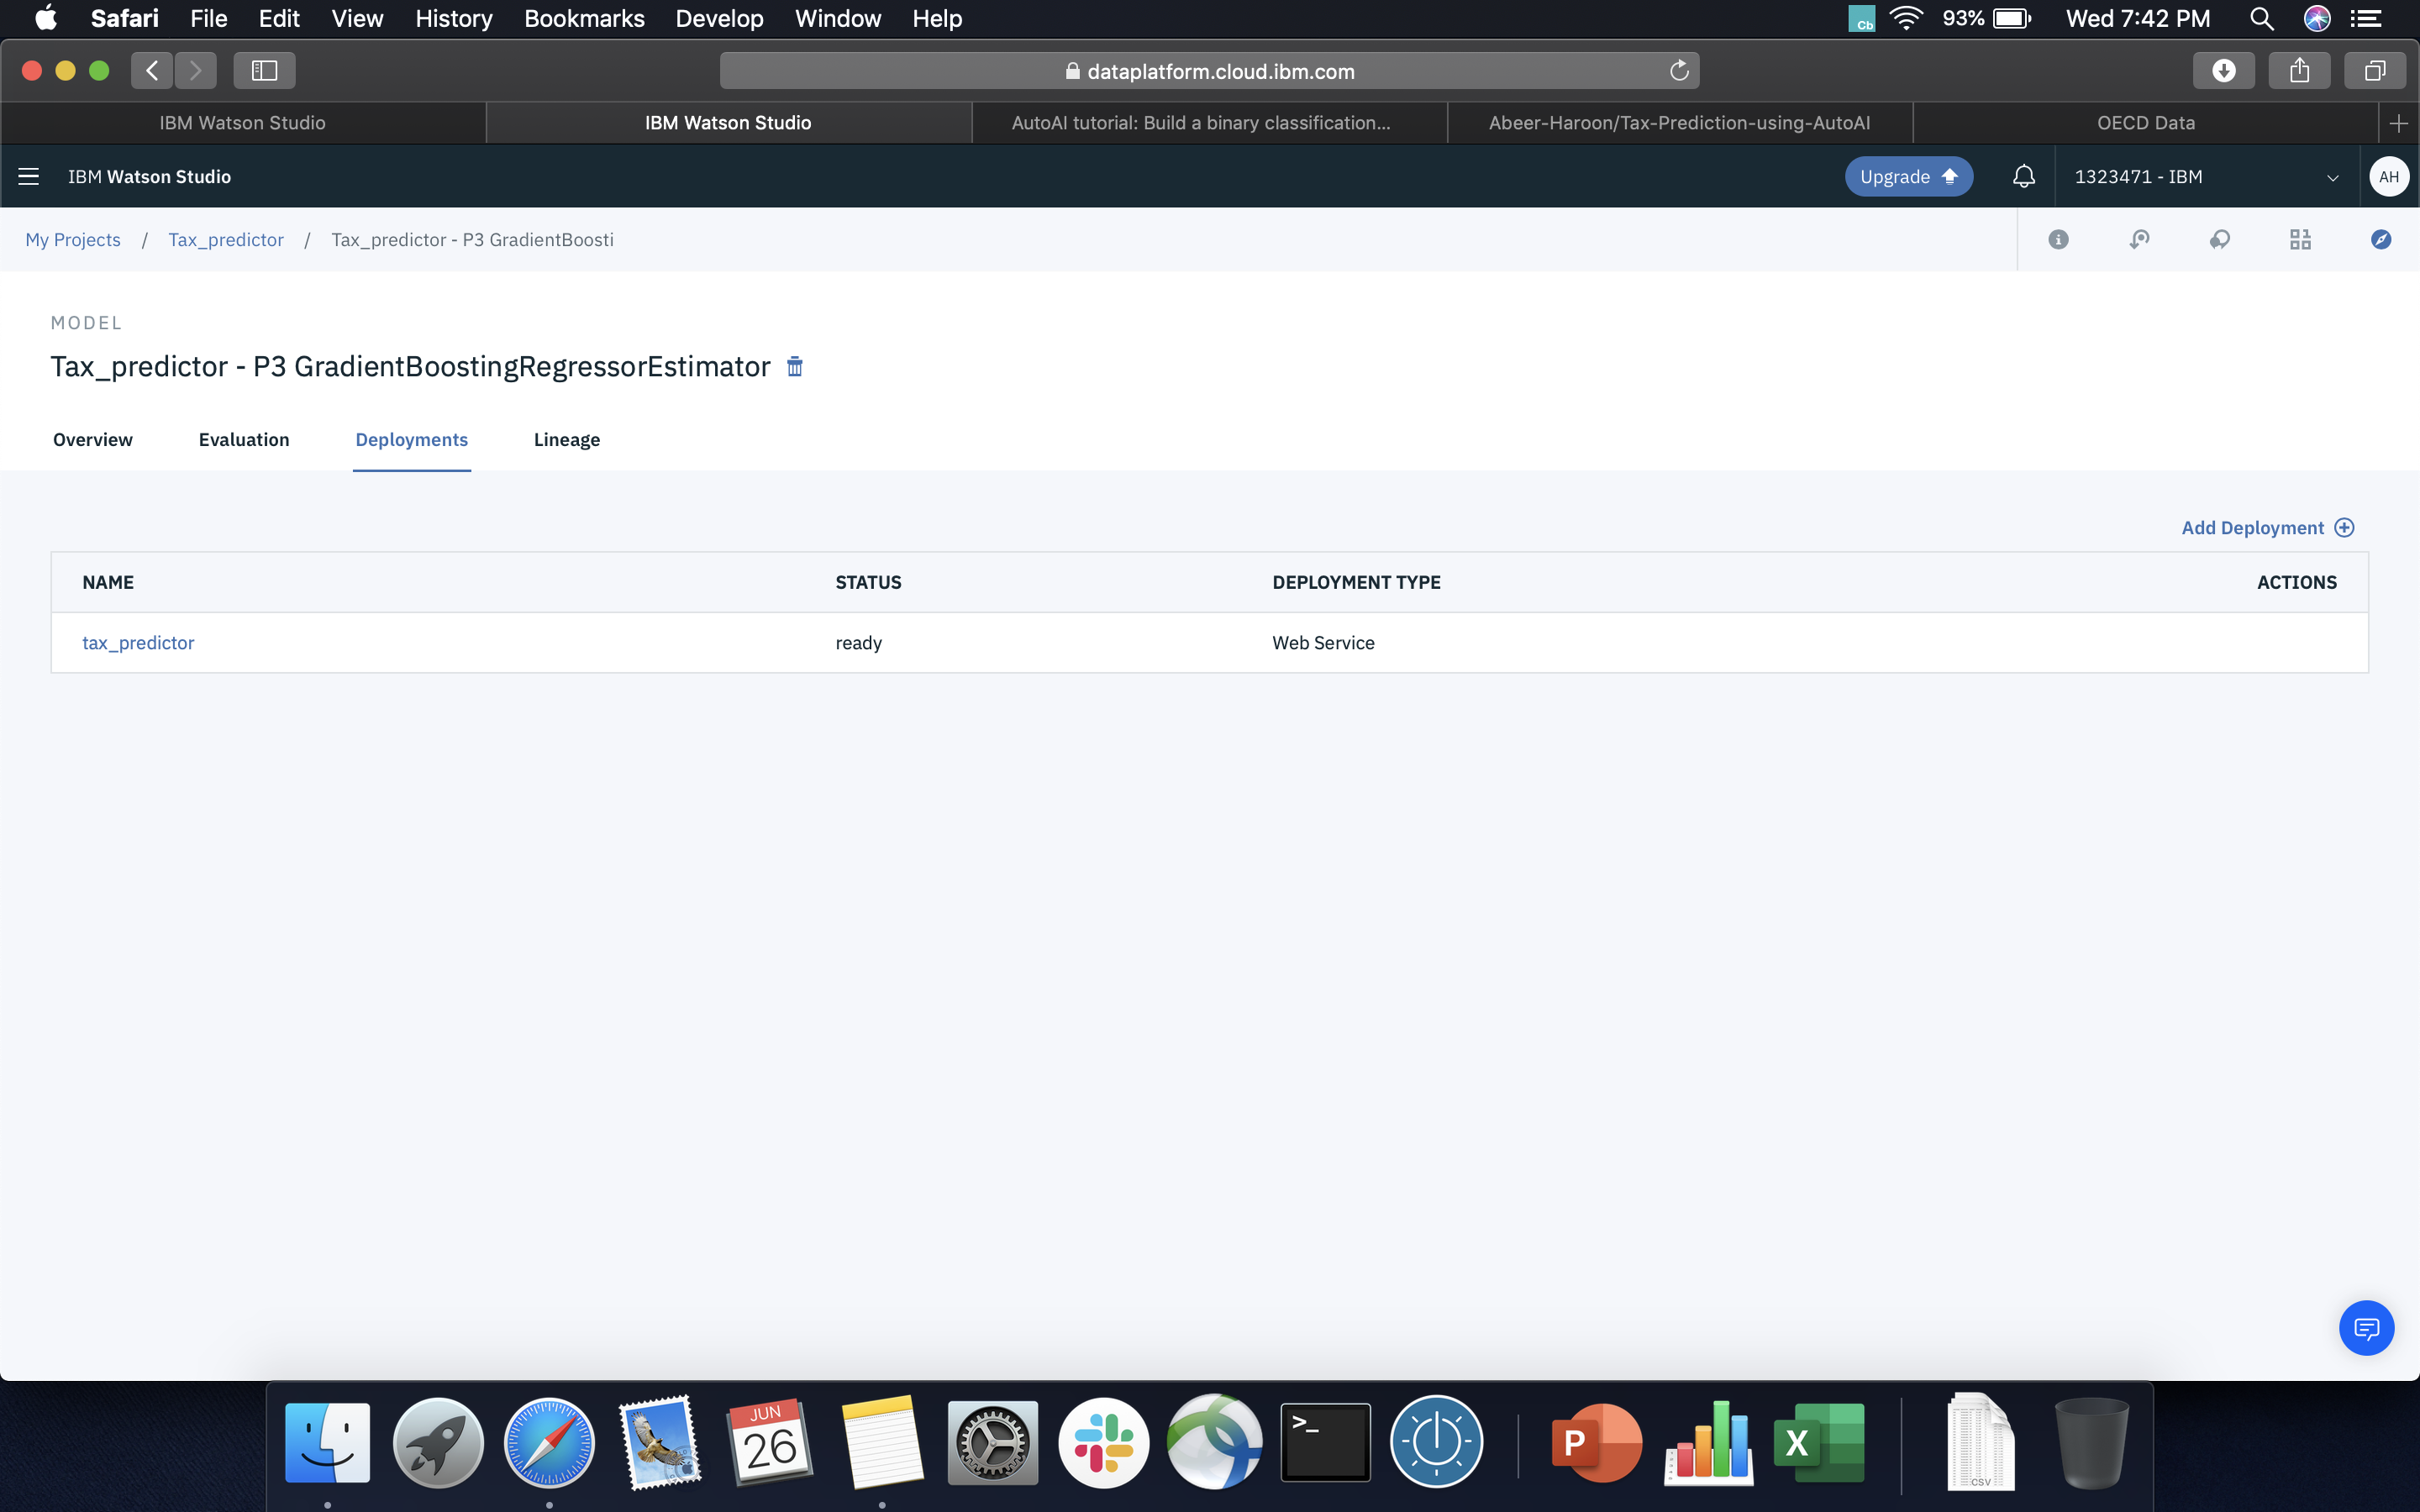 Safari File Edit View History Bookmarks Develop Window Help Cb 93% Wed 7:42 PM
dataplatform.cloud.ibm.com
IBM Watson Studio IBM Watson Studio AutoAI tutorial: Build a binary classification... Abeer-Haroon/Tax-Prediction-using-AutoAI OECD Data
IBM Watson Studio Upgrade 1323471 - IBM AH
My Projects / Tax_predictor / Tax_predictor - P3 GradientBoosti
MODEL
Tax_predictor - P3 GradientBoostingRegressorEstimator
Overview Evaluation Deployments Lineage
Add Deployment
NAME STATUS DEPLOYMENT TYPE ACTIONS
tax_predictor ready Web Service
JUN
26
>_
P
X
CSV